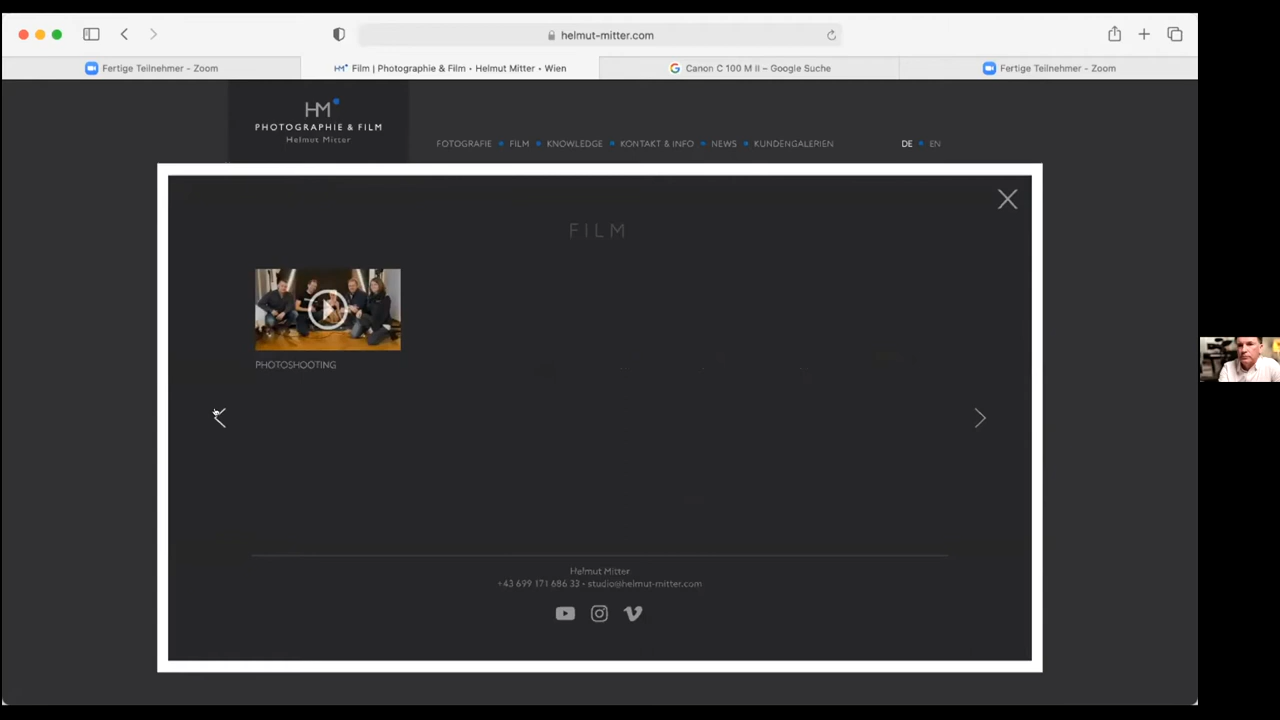 helmut-mitter.com
Fertige Teilnehmer - Zoom
HM Film | Photographie & Film • Helmut Mitter • Wien
Canon C 100 M II – Google Suche
Fertige Teilnehmer - Zoom
HM
PHOTOGRAPHIE & FILM
Helmut Mitter
FOTOGRAFIE FILM KNOWLEDGE KONTAKT & INFO NEWS KUNDENGALERIEN DE EN
FILM
PHOTOSHOOTING
Helmut Mitter
+43 699 171 686 33 • studio@helmut-mitter.com